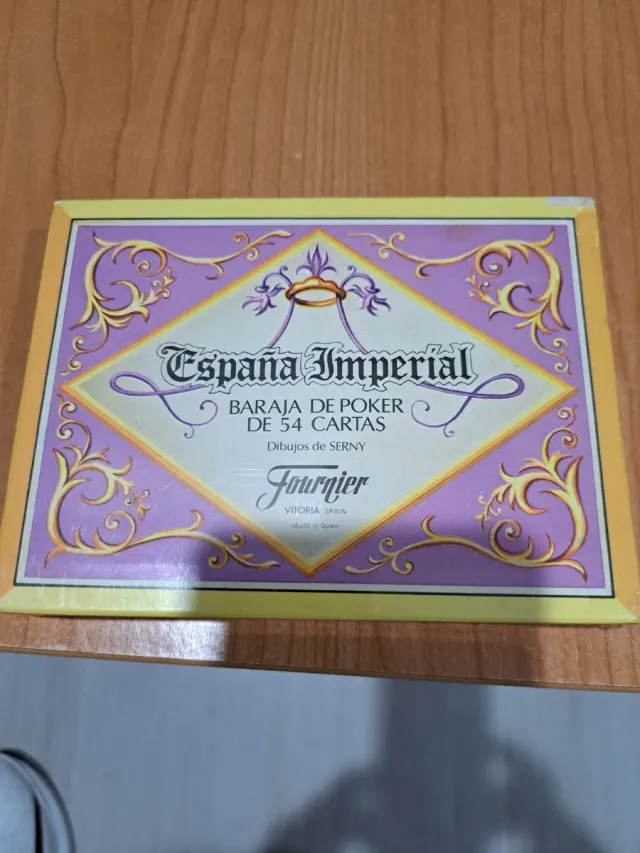 España Imperial
BARAJA DE POKER
DE 54 CARTAS
Dibujos de SERNY
Fournier
VITORIA SPAIN
Made in Spain